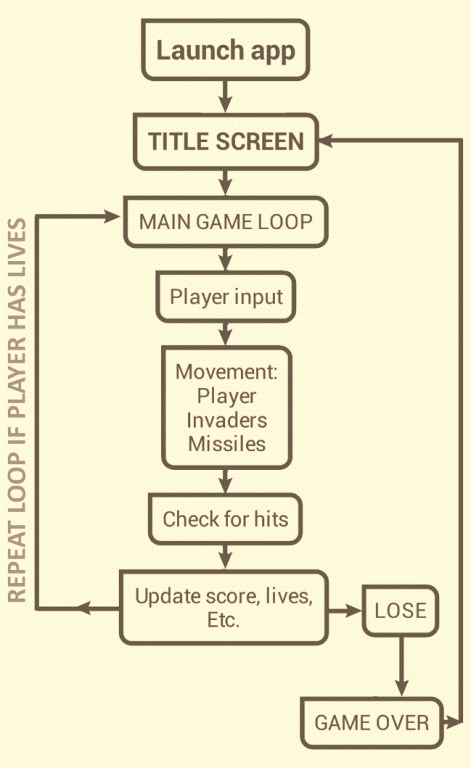 Launch app
TITLE SCREEN
MAIN GAME LOOP
Player input
Movement:
Player
Invaders
Missiles
Check for hits
Update score, lives,
Etc.
LOSE
GAME OVER
REPEAT LOOP IF PLAYER HAS LIVES